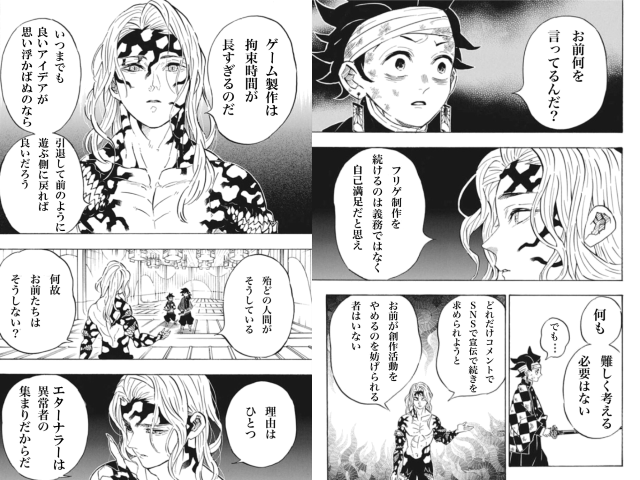 お前何を
言ってるんだ？
フリゲ制作を
続けるのは義務ではなく
自己満足だと思え
何も
難しく考える
必要はない
でも…
どれだけコメントで
SNSで宣伝で続きを
求められようと
お前が創作活動を
やめるのを妨げられる
者はいない
ゲーム製作は
拘束時間が
長すぎるのだ
いつまでも
良いアイデアが
思い浮かばぬのなら
引退して前のように
遊ぶ側に戻れば
良いだろう
殆どの人間が
そうしている
何故
お前たちは
そうしない？
理由は
ひとつ
エターナラーは
異常者の
集まりだからだ